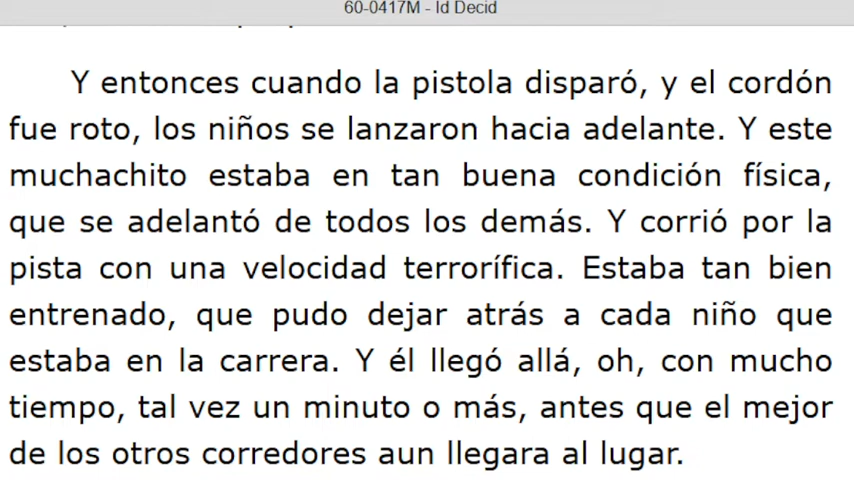 60-0417M - Id Decid
Y entonces cuando la pistola disparó, y el cordón
fue roto, los niños se lanzaron hacia adelante. Y este
muchachito estaba en tan buena condición física,
que se adelantó de todos los demás. Y corrió por la
pista con una velocidad terrorífica. Estaba tan bien
entrenado, que pudo dejar atrás a cada niño que
estaba en la carrera. Y él llegó allá, oh, con mucho
tiempo, tal vez un minuto o más, antes que el mejor
de los otros corredores aun llegara al lugar.